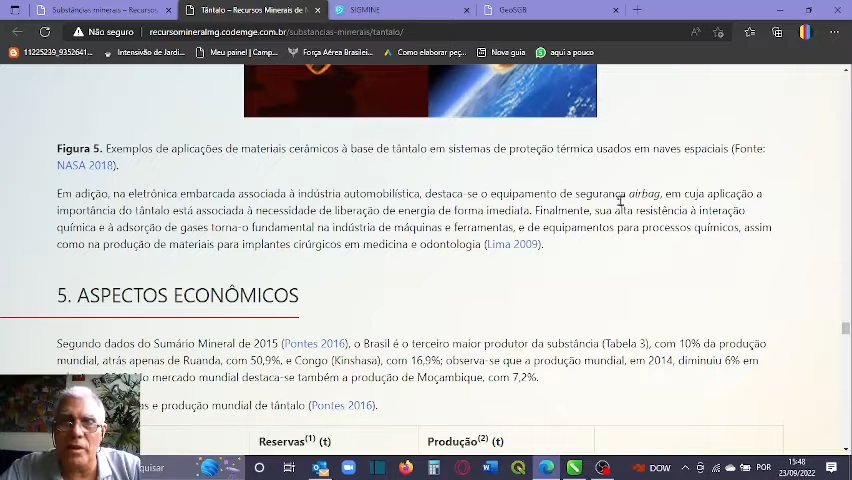 Substâncias minerais – Recurso
Tântalo – Recursos Minerais de M
SIGMINE
GeoSGB
Não seguro
recursomineralmg.codemge.com.br/substancias-minerais/tantalo/
11225239_9352641...
Intensivão de Jardi...
Meu painel | Camp...
Força Aérea Brasilei...
Como elaborar peç...
Nova guia
aqui a pouco
Figura 5. Exemplos de aplicações de materiais cerâmicos à base de tântalo em sistemas de proteção térmica usados em naves espaciais (Fonte:
NASA 2018).
Em adição, na eletrônica embarcada associada à indústria automobilística, destaca-se o equipamento de segurança airbag, em cuja aplicação a
importância do tântalo está associada à necessidade de liberação de energia de forma imediata. Finalmente, sua alta resistência à interação
química e à adsorção de gases torna-o fundamental na indústria de máquinas e ferramentas, e de equipamentos para processos químicos, assim
como na produção de materiais para implantes cirúrgicos em medicina e odontologia (Lima 2009).
5. ASPECTOS ECONÔMICOS
Segundo dados do Sumário Mineral de 2015 (Pontes 2016), o Brasil é o terceiro maior produtor da substância (Tabela 3), com 10% da produção
mundial, atrás apenas de Ruanda, com 50,9%, e Congo (Kinshasa), com 16,9%; observa-se que a produção mundial, em 2014, diminuiu 6% em
No mercado mundial destaca-se também a produção de Moçambique, com 7,2%.
as e produção mundial de tântalo (Pontes 2016).
Reservas(1) (t)
Produção(2) (t)
quisar
DOW
POR
15:48
23/09/2022